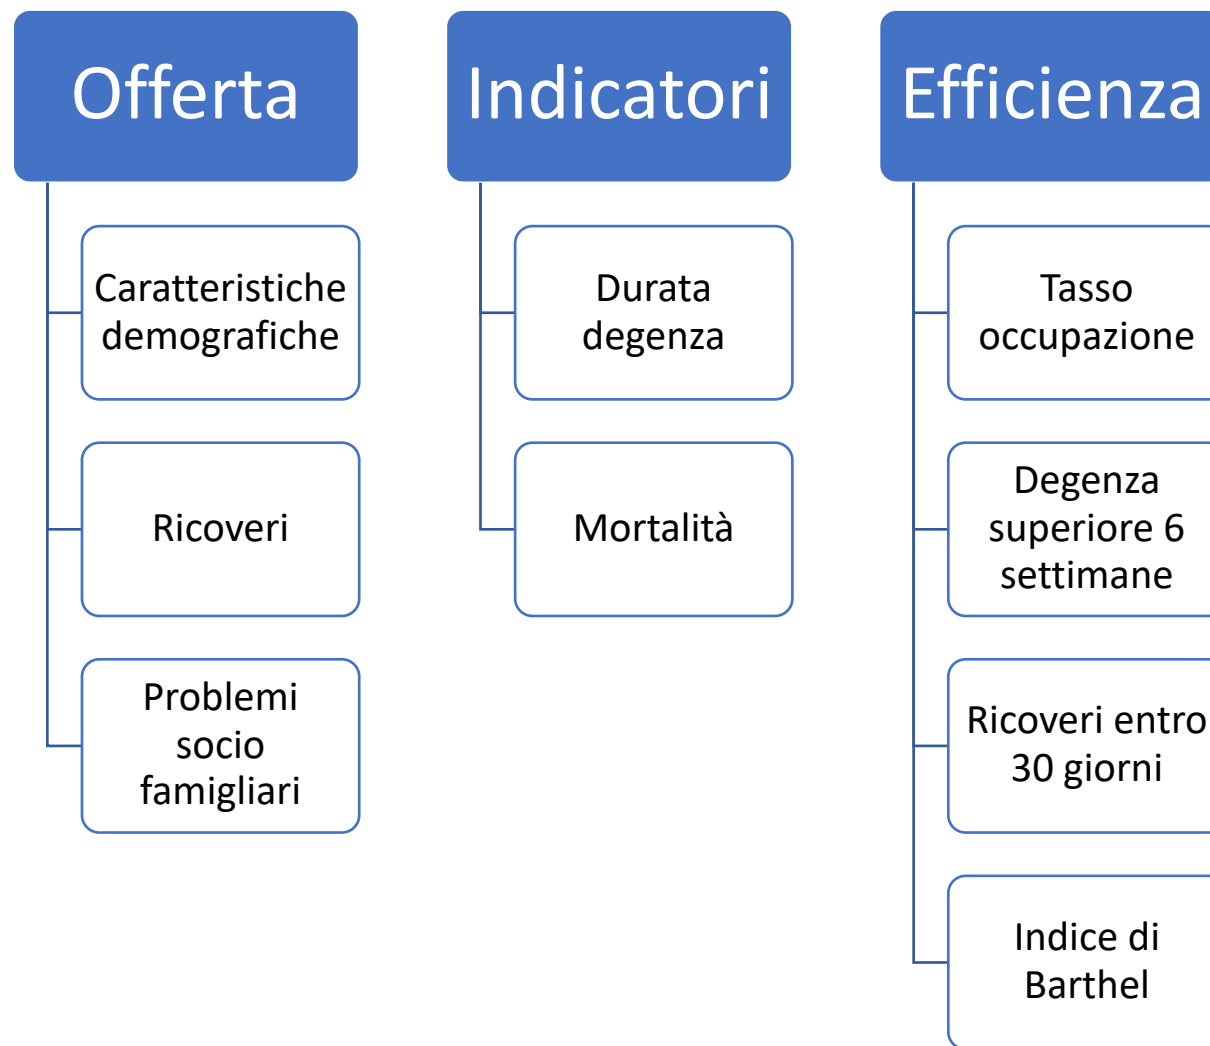 Offerta
Caratteristiche
demografiche
Ricoveri
Problemi
socio
famigliari
Indicatori
Durata
degenza
Mortalità
Efficienza
Tasso
occupazione
Degenza
superiore 6
settimane
Ricoveri entro
30 giorni
Indice di
Barthel